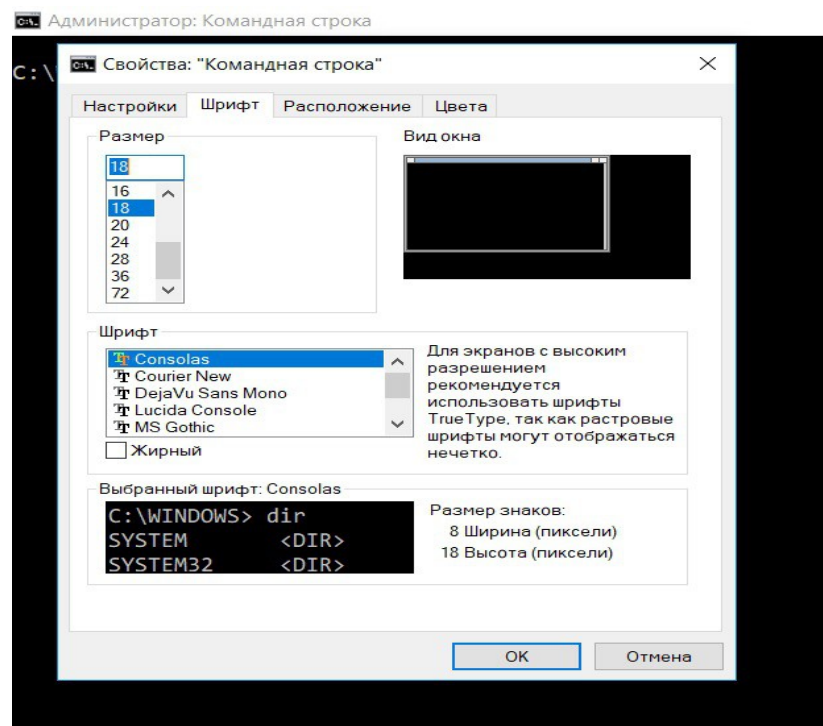 Администратор: Командная строка
C:\
Свойства: "Командная строка"
Настройки Шрифт Расположение Цвета
Размер
18
16
18
20
24
28
36
72
Вид окна
Шрифт
Consolas
Courier New
DejaVu Sans Mono
Lucida Console
MS Gothic
Жирный
Для экранов с высоким
разрешением
рекомендуется
использовать шрифты
TrueType, так как растровые
шрифты могут отображаться
нечетко.
Выбранный шрифт: Consolas
C:\WINDOWS> dir
SYSTEM <DIR>
SYSTEM32 <DIR>
Размер знаков:
8 Ширина (пиксели)
18 Высота (пиксели)
OK Отмена